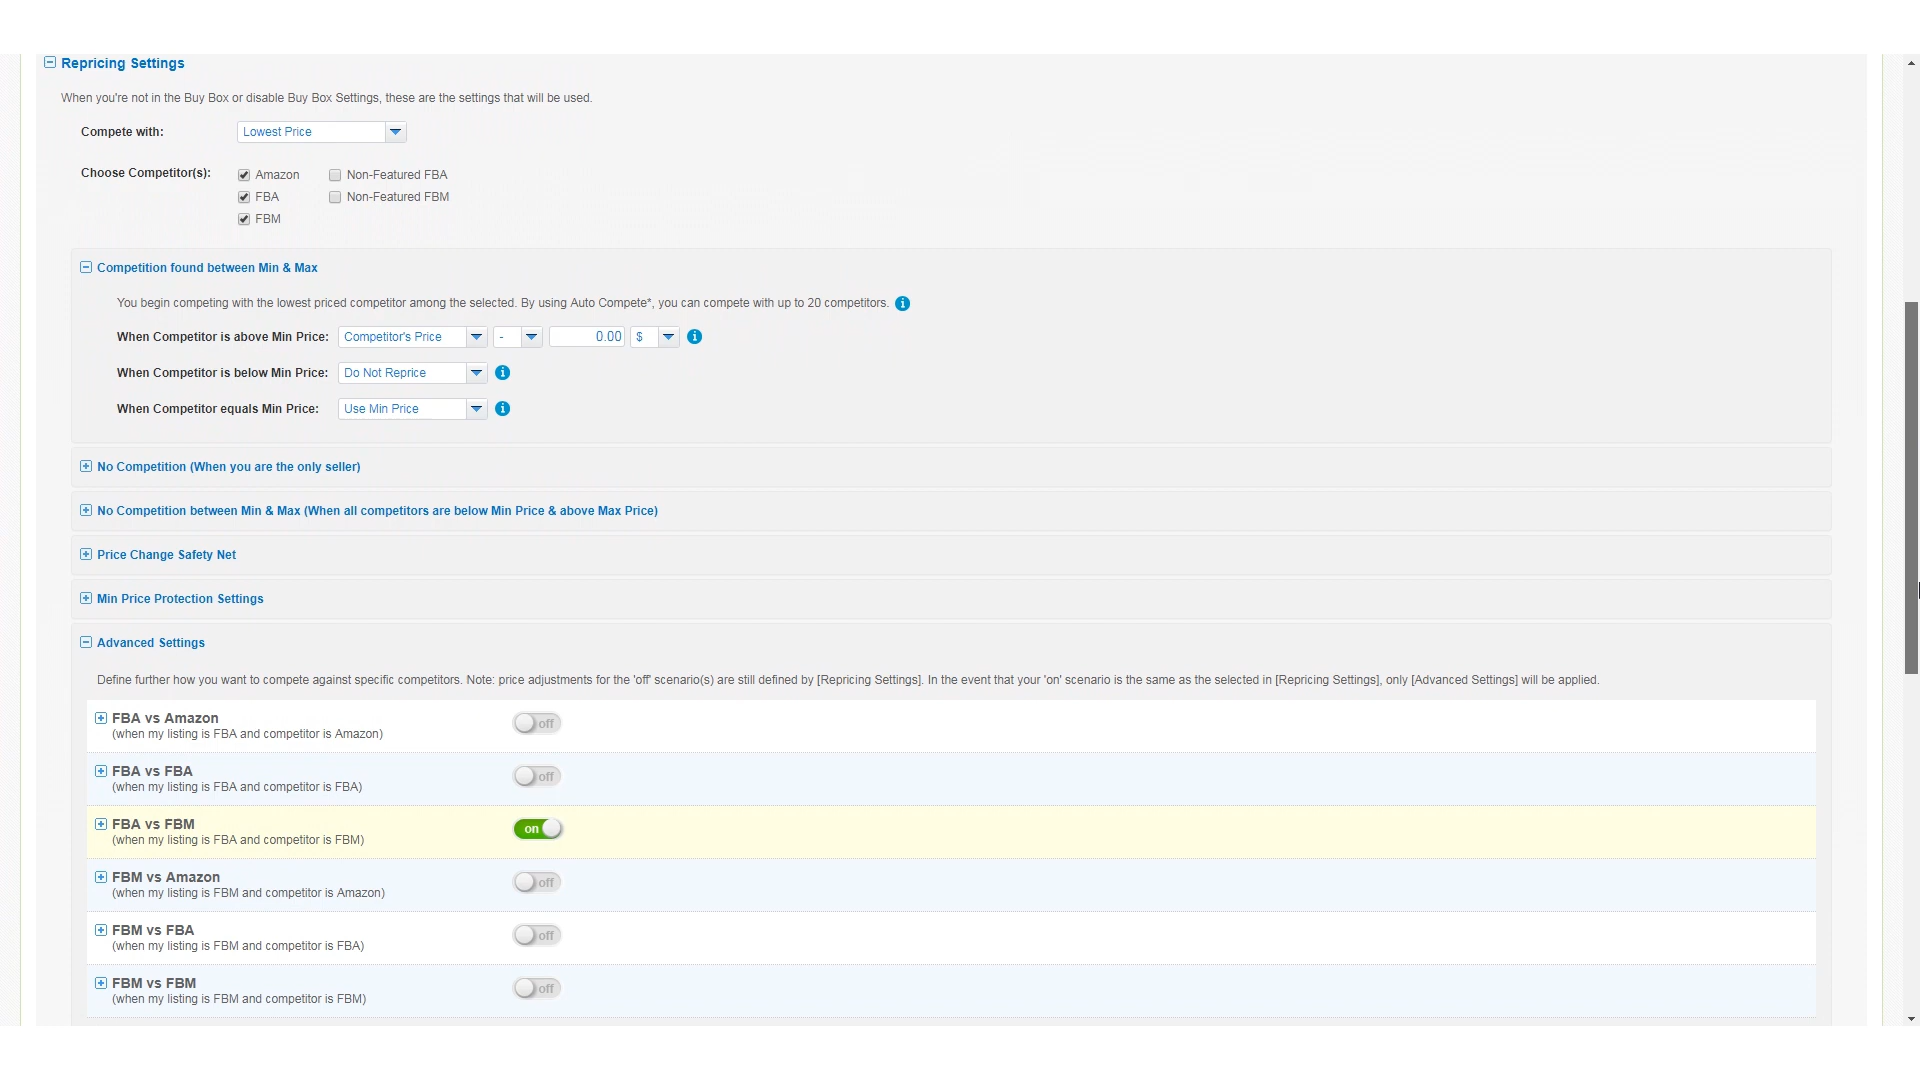 Repricing Settings
When you're not in the Buy Box or disable Buy Box Settings, these are the settings that will be used.
Compete with: Lowest Price
Choose Competitor(s): Amazon Non-Featured FBA
FBA Non-Featured FBM
FBM
Competition found between Min & Max
You begin competing with the lowest priced competitor among the selected. By using Auto Compete*, you can compete with up to 20 competitors.
When Competitor is above Min Price: Competitor's Price - 0.00 $
When Competitor is below Min Price: Do Not Reprice
When Competitor equals Min Price: Use Min Price
No Competition (When you are the only seller)
No Competition between Min & Max (When all competitors are below Min Price & above Max Price)
Price Change Safety Net
Min Price Protection Settings
Advanced Settings
Define further how you want to compete against specific competitors. Note: price adjustments for the 'off' scenario(s) are still defined by [Repricing Settings]. In the event that your 'on' scenario is the same as the selected in [Repricing Settings], only [Advanced Settings] will be applied.
FBA vs Amazon off
(when my listing is FBA and competitor is Amazon)
FBA vs FBA off
(when my listing is FBA and competitor is FBA)
FBA vs FBM on
(when my listing is FBA and competitor is FBM)
FBM vs Amazon off
(when my listing is FBM and competitor is Amazon)
FBM vs FBA off
(when my listing is FBM and competitor is FBA)
FBM vs FBM off
(when my listing is FBM and competitor is FBM)